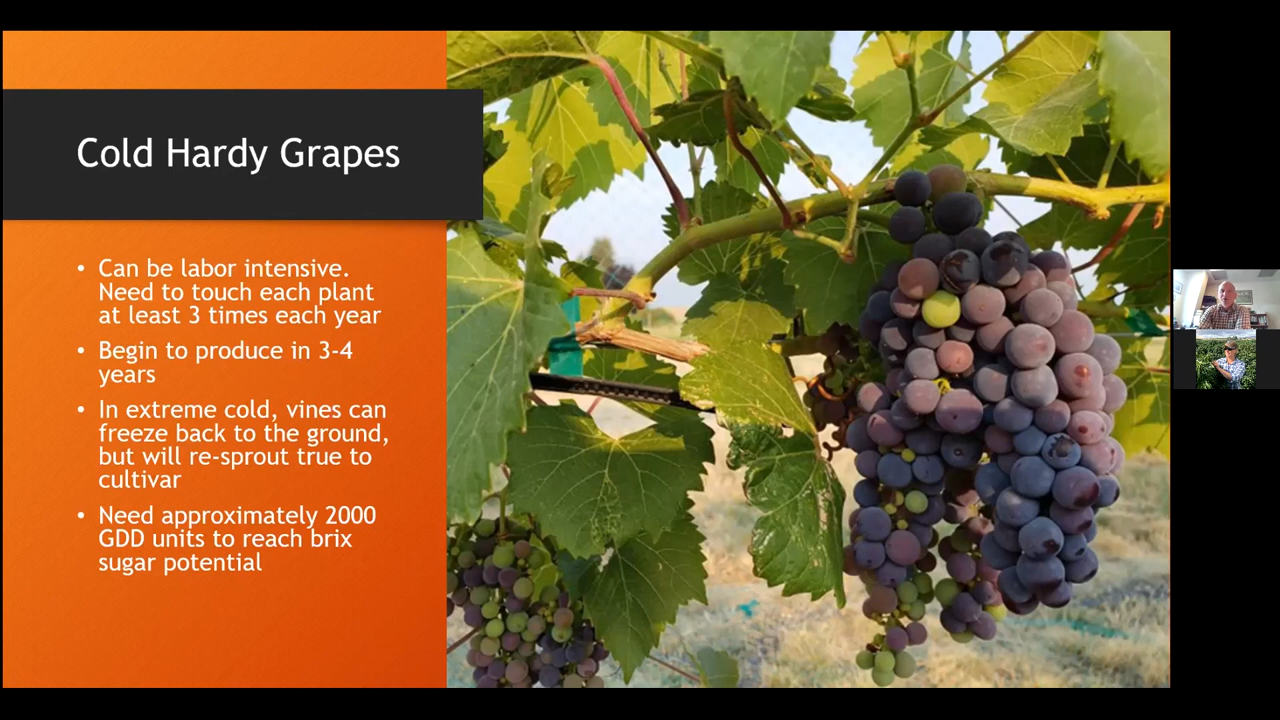 Cold Hardy Grapes
• Can be labor intensive.
Need to touch each plant
at least 3 times each year
• Begin to produce in 3-4
years
• In extreme cold, vines can
freeze back to the ground,
but will re-sprout true to
cultivar
• Need approximately 2000
GDD units to reach brix
sugar potential